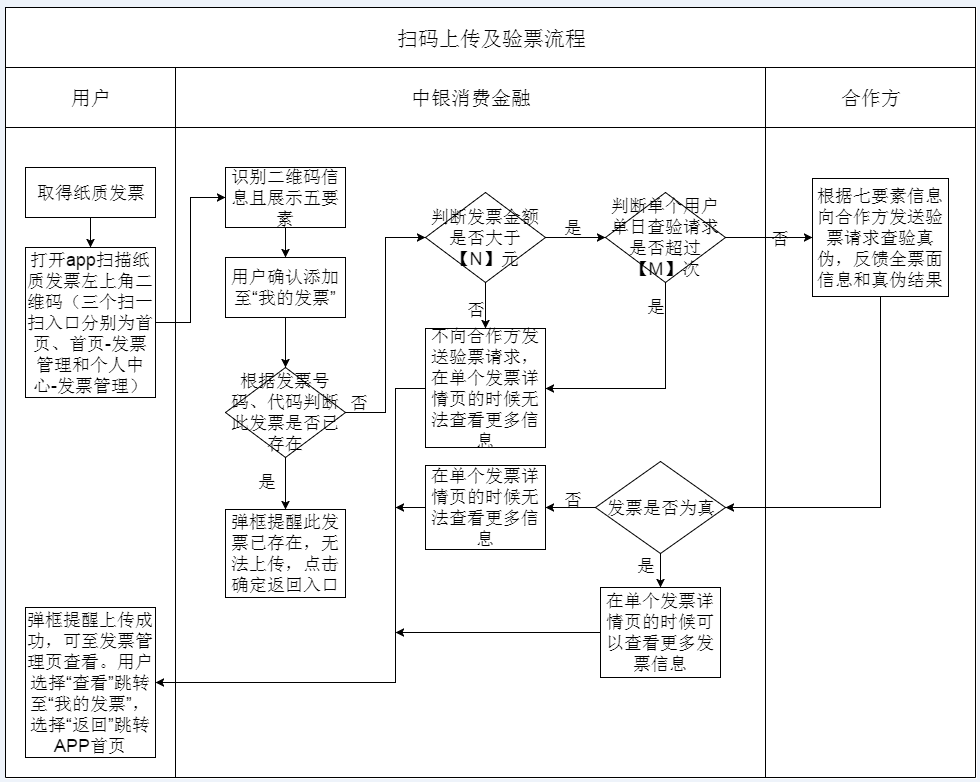 扫码上传及验票流程
用户
中银消费金融
合作方
取得纸质发票
打开app扫描纸
质发票左上角二
维码（三个扫一
扫入口分别为首
页、首页-发票
管理和个人中
心-发票管理）
识别二维码信
息且展示五要
素
用户确认添加
至“我的发票”
根据发票号
码、代码判断
此发票是否已
存在
否
是
弹框提醒此发
票已存在，无
法上传，点击
确定返回入口
判断发票金额
是否大于
【N】元
是
否
判断单个用户
单日查验请求
是否超过
【M】次
否
是
不向合作方发
送验票请求，
在单个发票详
情页的时候无
法查看更多信
息
根据七要素信息
向合作方发送验
票请求查验真
伪，反馈全票面
信息和真伪结果
发票是否为真
否
是
在单个发票详
情页的时候无
法查看更多信
息
在单个发票详
情页的时候可
以查看更多发
票信息
弹框提醒上传成
功，可至发票管
理页查看。用户
选择“查看”跳转
至“我的发票”，
选择“返回”跳转
APP首页